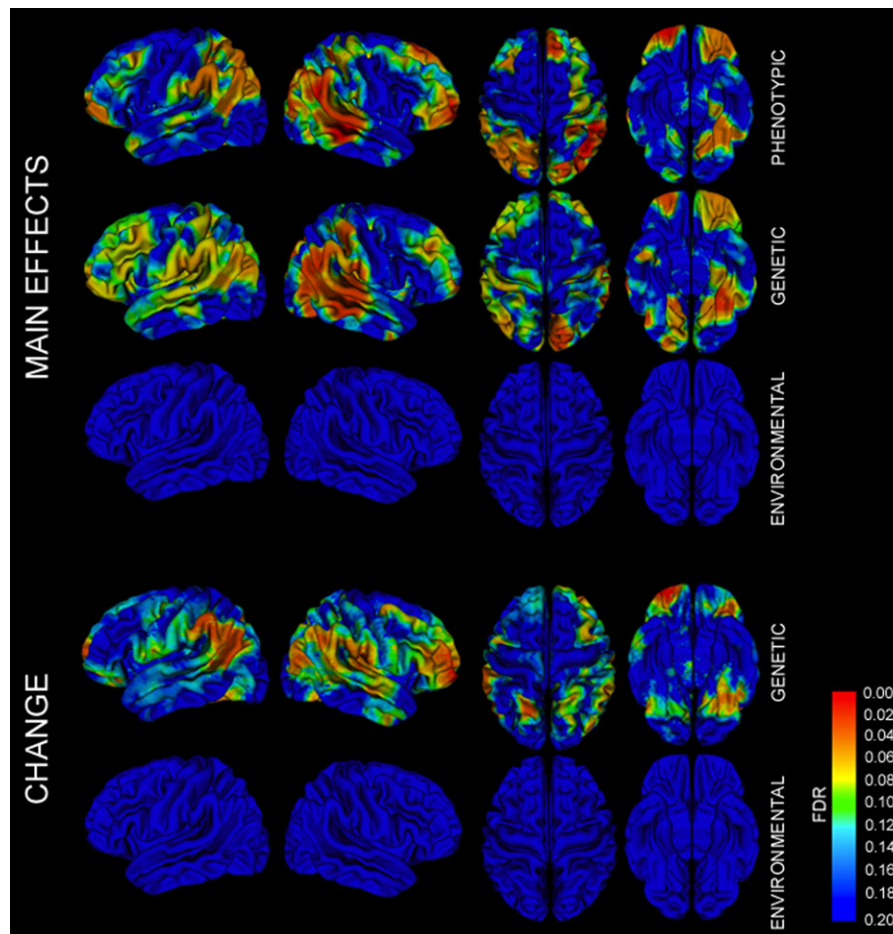 MAIN EFFECTS
PHENOTYPIC
GENETIC
ENVIRONMENTAL
CHANGE
GENETIC
ENVIRONMENTAL
FDR
0.00
0.02
0.04
0.06
0.08
0.10
0.12
0.14
0.16
0.18
0.20